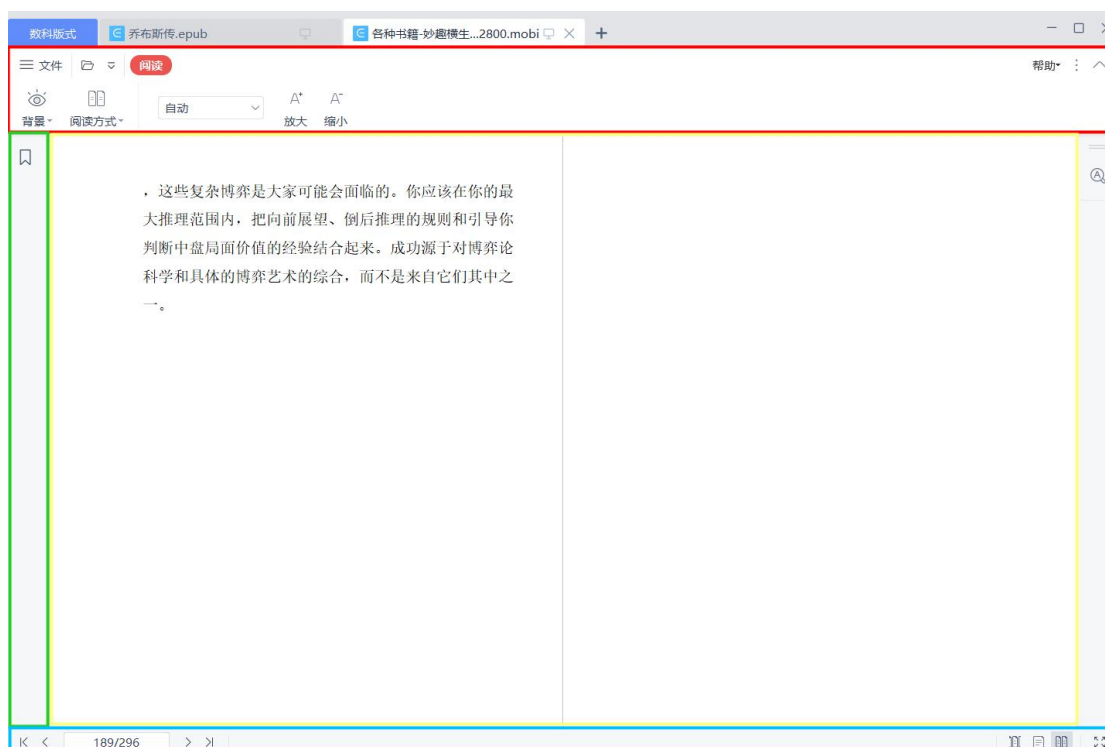 数科版式
乔布斯传.epub
各种书籍-妙趣横生...2800.mobi
文件
阅读
帮助
背景
阅读方式
自动
A+
放大
A-
缩小
，这些复杂博弈是大家可能会面临的。你应该在你的最
大推理范围内，把向前展望、倒后推理的规则和引导你
判断中盘局面价值的经验结合起来。成功源于对博弈论
科学和具体的博弈艺术的综合，而不是来自它们其中之
一。
189/296